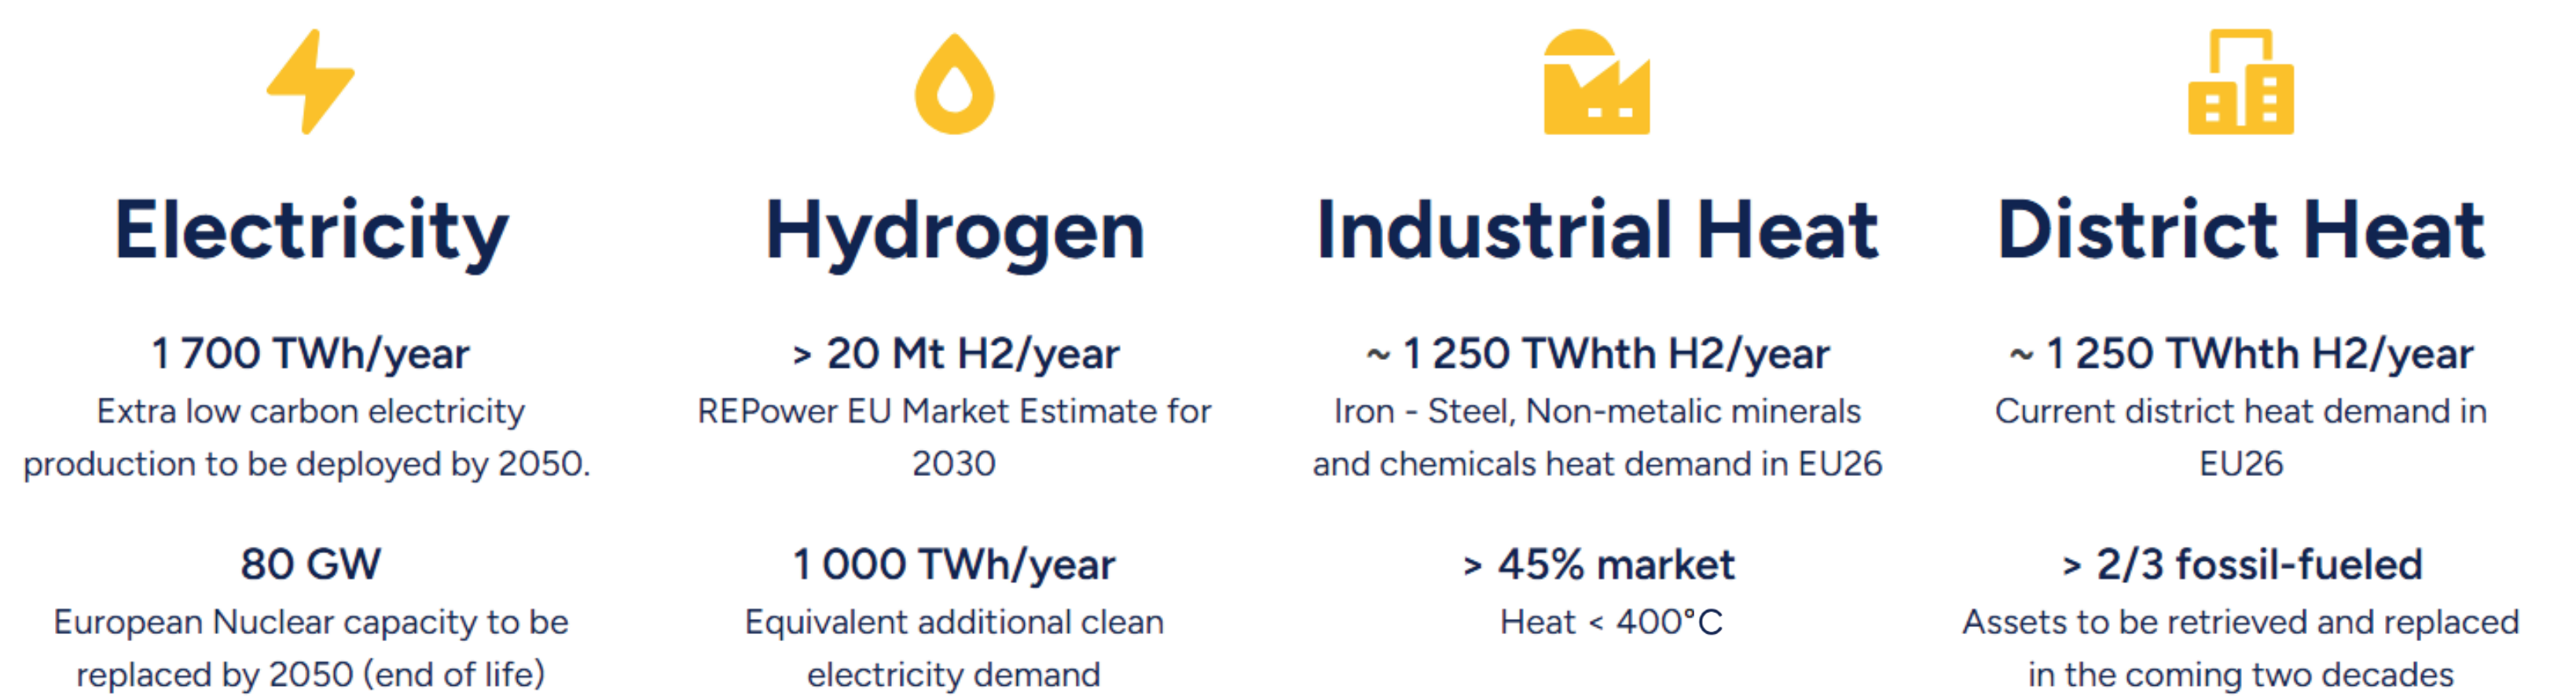 Electricity
1 700 TWh/year
Extra low carbon electricity
production to be deployed by 2050.
80 GW
European Nuclear capacity to be
replaced by 2050 (end of life)
Hydrogen
> 20 Mt H2/year
REPower EU Market Estimate for
2030
1 000 TWh/year
Equivalent additional clean
electricity demand
Industrial Heat
~ 1 250 TWhth H2/year
Iron - Steel, Non-metalic minerals
and chemicals heat demand in EU26
> 45% market
Heat < 400°C
District Heat
~ 1 250 TWhth H2/year
Current district heat demand in
EU26
> 2/3 fossil-fueled
Assets to be retrieved and replaced
in the coming two decades